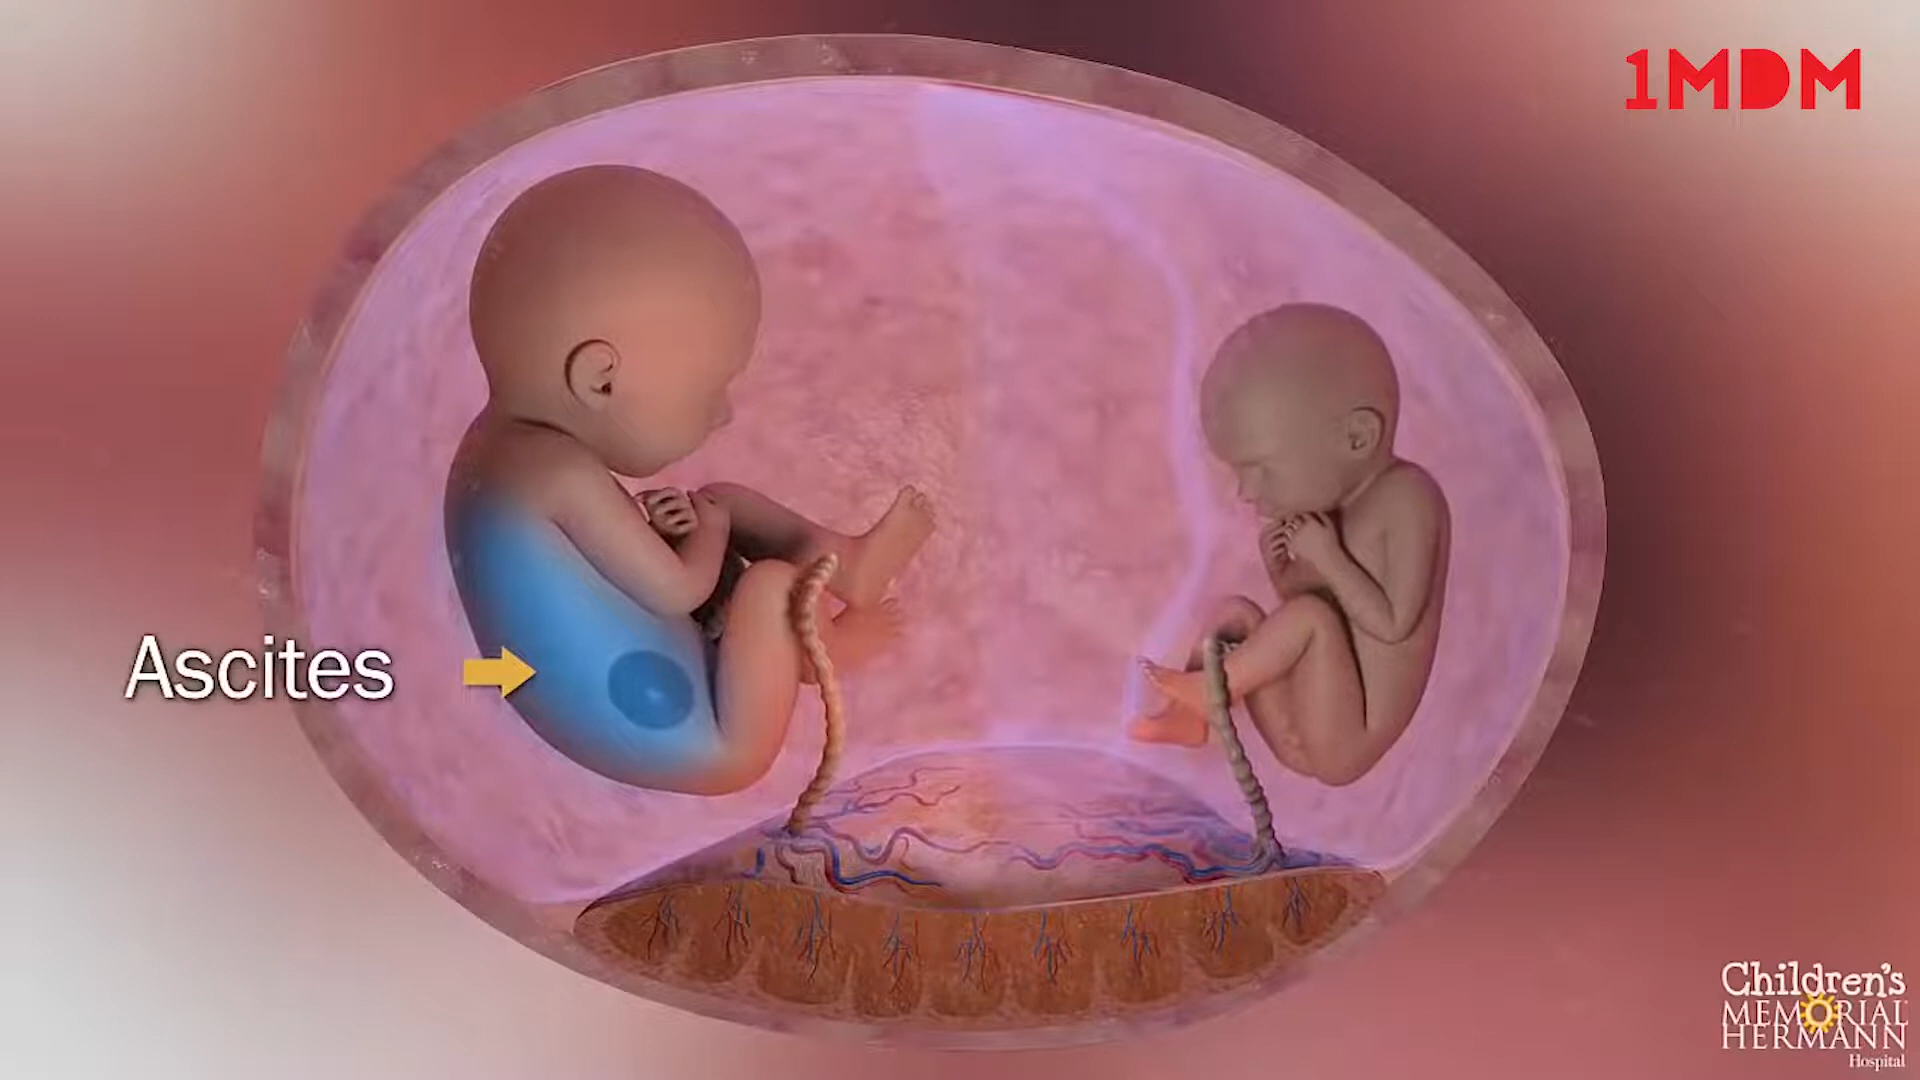 1MDM
Ascites
Children's
MEMORIAL
HERMANN
Hospital